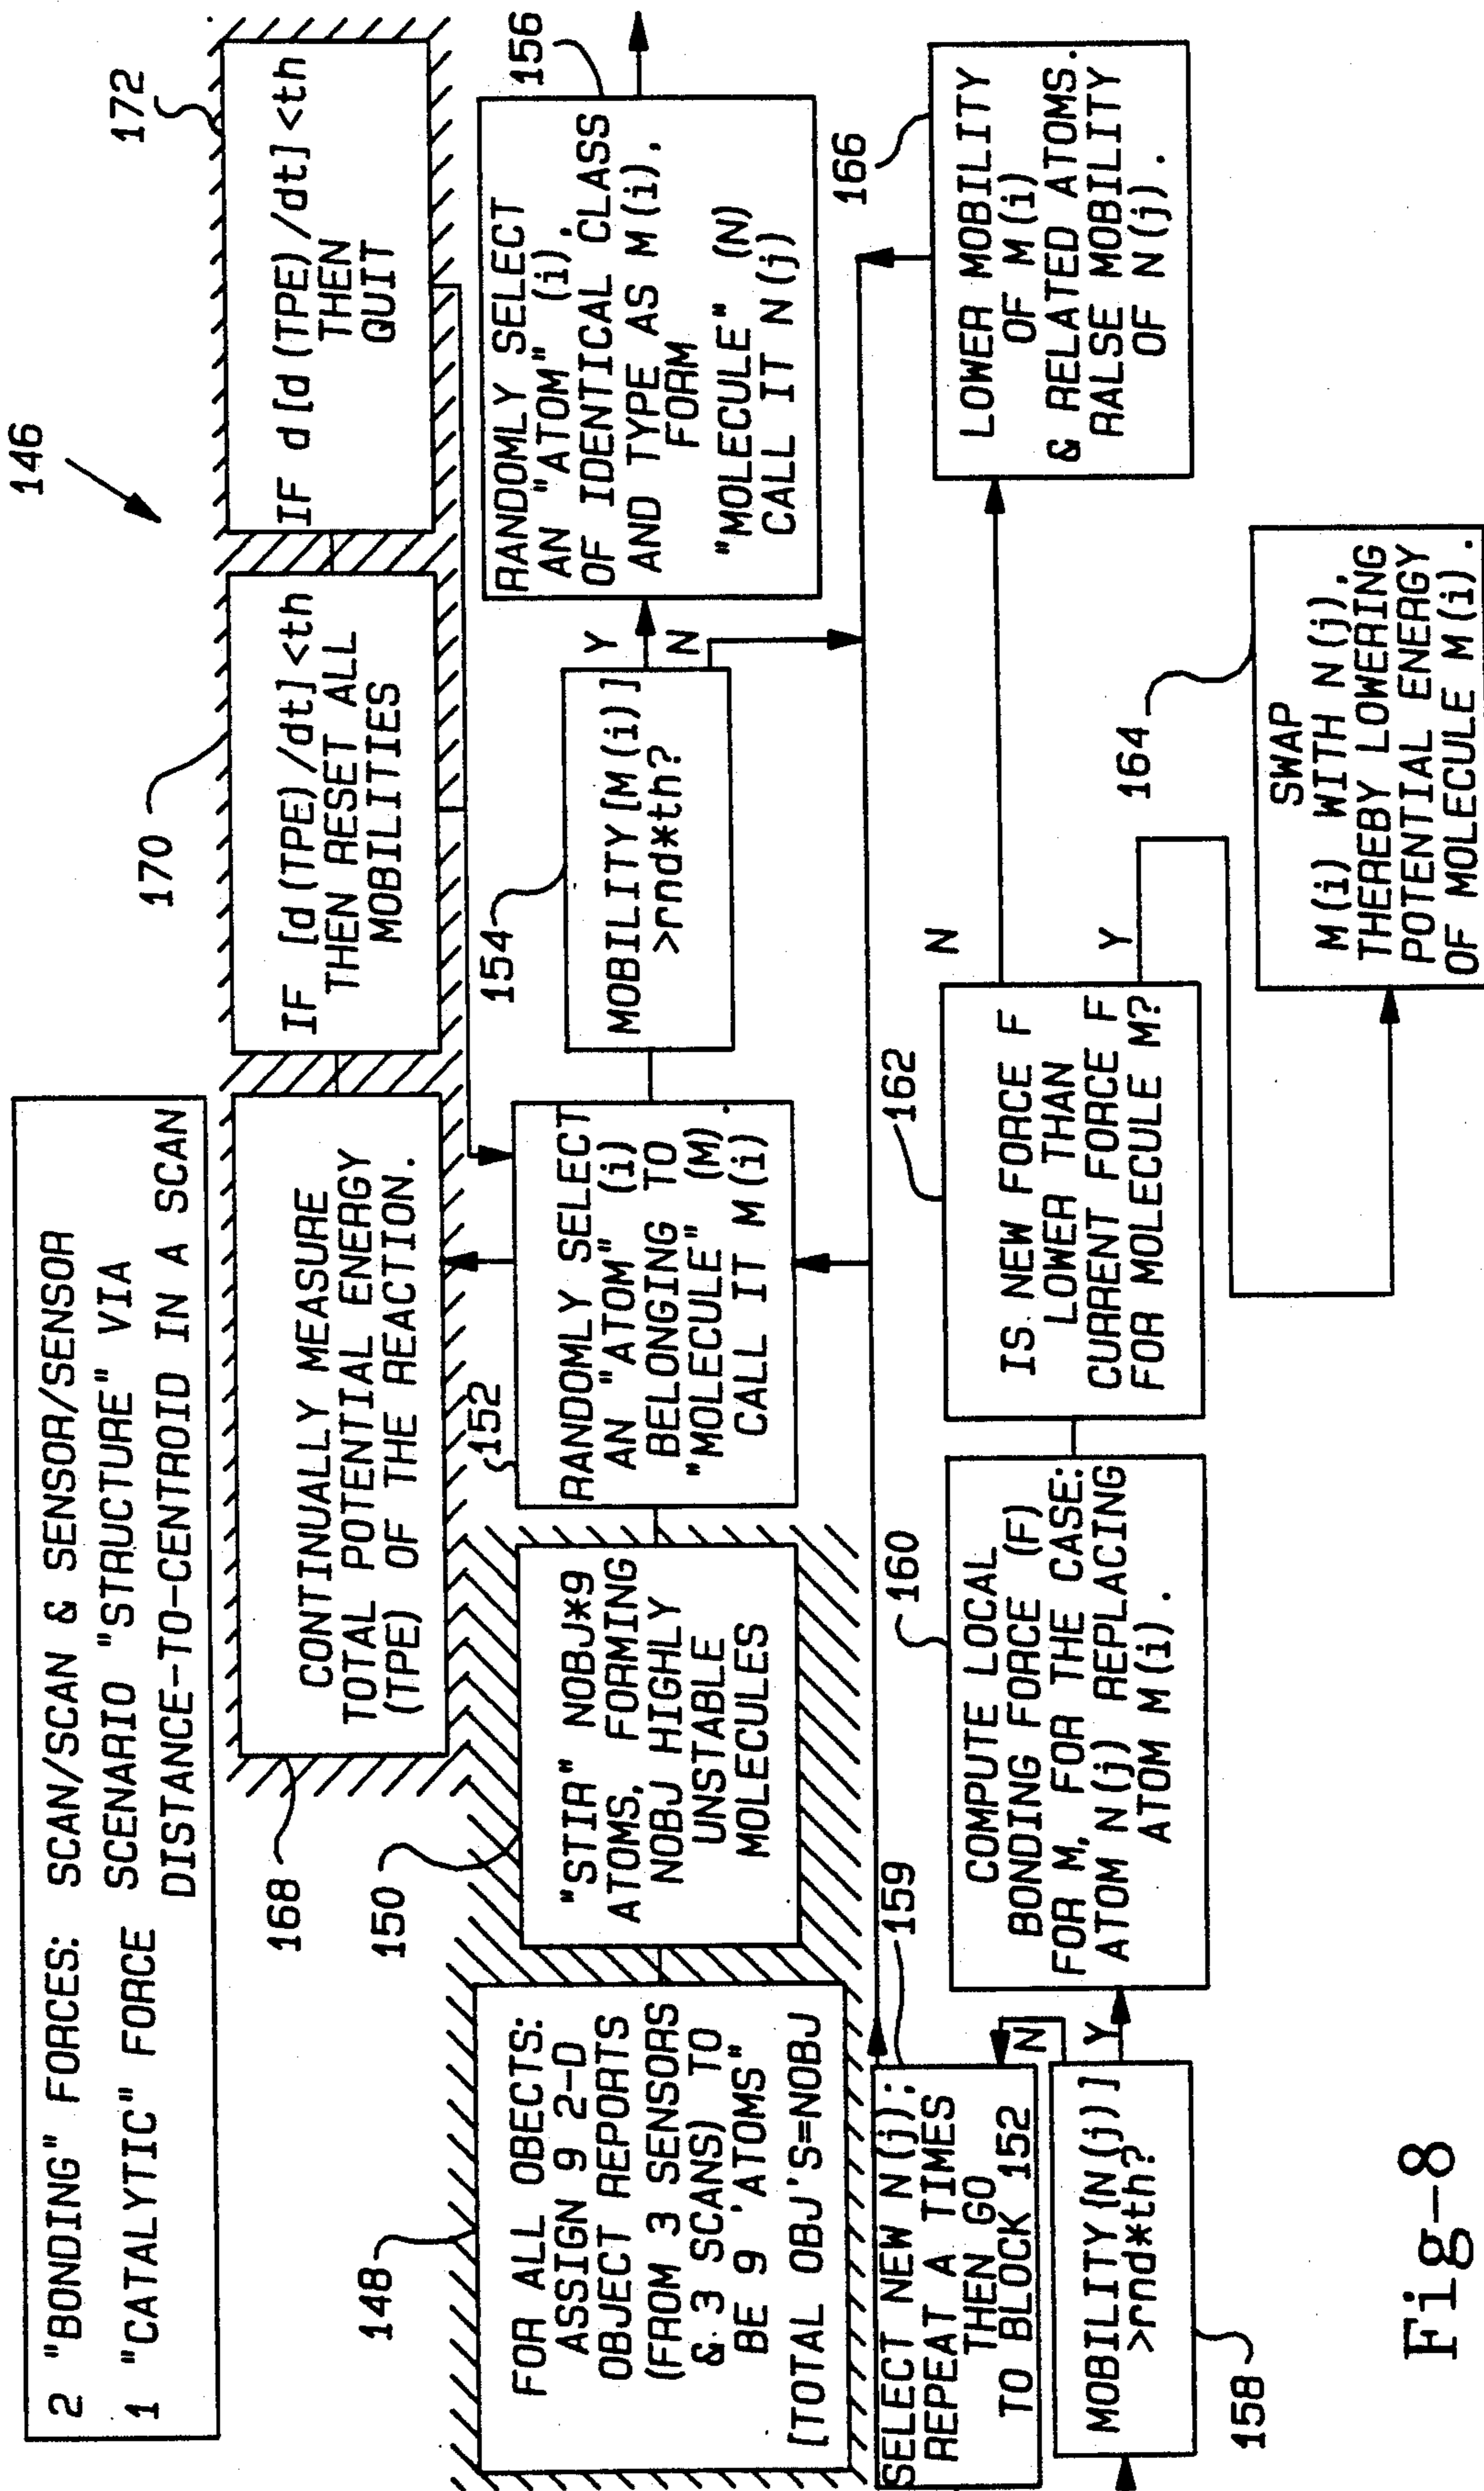 2 "BONDING" FORCES: SCAN/SCAN & SENSOR/SENSOR
SCENARIO "STRUCTURE" VIA
1 "CATALYTIC" FORCE
DISTANCE-TO-CENTROID IN A SCAN
146
168
CONTINUALLY MEASURE
TOTAL POTENTIAL ENERGY
(TPE) OF THE REACTION.
170
IF [d(TPE)/dt]<th
THEN RESET ALL
MOBILITIES
172
IF d[d(TPE)/dt]<th
THEN
QUIT
148
FOR ALL OBECTS:
ASSIGN 9 2-D
OBJECT REPORTS
(FROM 3 SENSORS
& 3 SCANS) TO
BE 9 'ATOMS"
[TOTAL OBJ'S=NOBJ
150
"STIR" NOBJ*9
ATOMS, FORMING
NOBJ HIGHLY
UNSTABLE
MOLECULES
152
RANDOMLY SELECT
AN "ATOM" (i)
BELONGING TO
"MOLECULE" (M).
CALL IT M(i)
154
MOBILITY[M(i)]
>rnd*th?
Y
N
156
RANDOMLY SELECT
AN "ATOM" (i),
OF IDENTICAL CLASS
AND TYPE AS M(i),
FORM
"MOLECULE" (N)
CALL IT N(j)
159
SELECT NEW N(j);
REPEAT A TIMES
THEN GO
TO BLOCK 152
158
MOBILITY{N(j)]
>rnd*th?
N
Y
160
COMPUTE LOCAL
BONDING FORCE (F)
FOR M, FOR THE CASE:
ATOM N(j) REPLACING
ATOM M(i).
162
IS NEW FORCE F
LOWER THAN
CURRENT FORCE F
FOR MOLECULE M?
N
Y
164
SWAP
M(i) WITH N(j),
THEREBY LOWERING
POTENTIAL ENERGY
OF MOLECULE M(i).
166
LOWER MOBILITY
OF M(i)
& RELATED ATOMS.
RALSE MOBILITY
OF N(j).
Fig-8